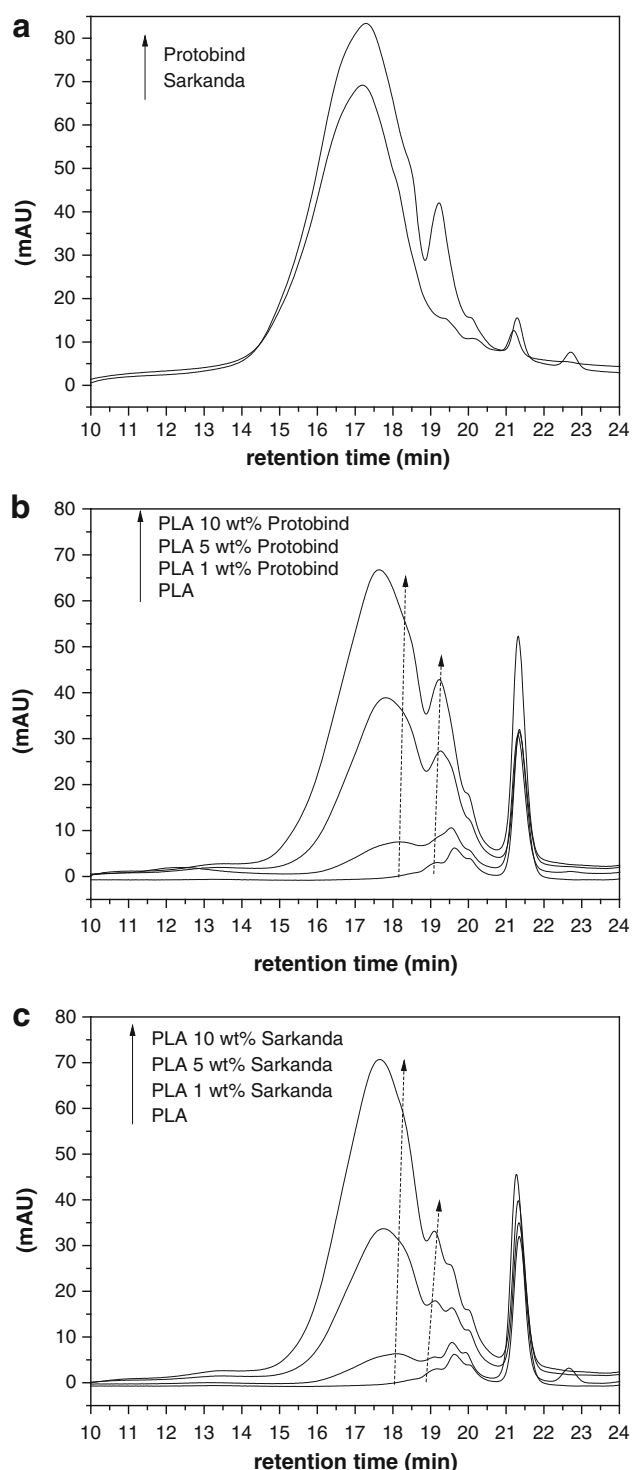 a
Protobind
Sarkanda
80
70
60
50
40
30
20
10
0
(mAU)
10 11 12 13 14 15 16 17 18 19 20 21 22 23 24
retention time (min)
b
PLA 10 wt% Protobind
PLA 5 wt% Protobind
PLA 1 wt% Protobind
PLA
80
70
60
50
40
30
20
10
0
(mAU)
10 11 12 13 14 15 16 17 18 19 20 21 22 23 24
retention time (min)
c
PLA 10 wt% Sarkanda
PLA 5 wt% Sarkanda
PLA 1 wt% Sarkanda
PLA
80
70
60
50
40
30
20
10
0
(mAU)
10 11 12 13 14 15 16 17 18 19 20 21 22 23 24
retention time (min)